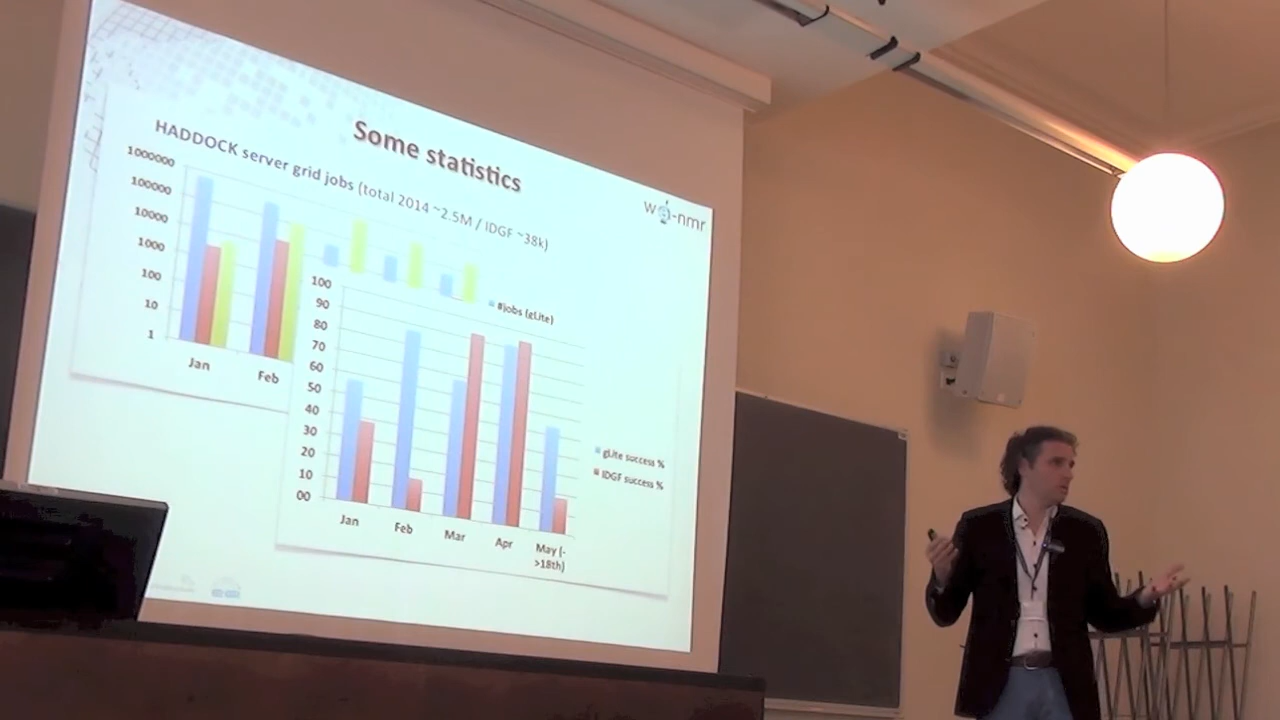 Some statistics
HADDOCK server grid jobs (total 2014 ~2.5M / IDGF ~38k)
-nmr
1000000
100000
10000
1000
100
10
1
Jan
Feb
#jobs (gLite)
100
90
80
70
60
50
40
30
20
10
00
Jan
Feb
Mar
Apr
May (-
>18th)
gLite success %
IDGF success %